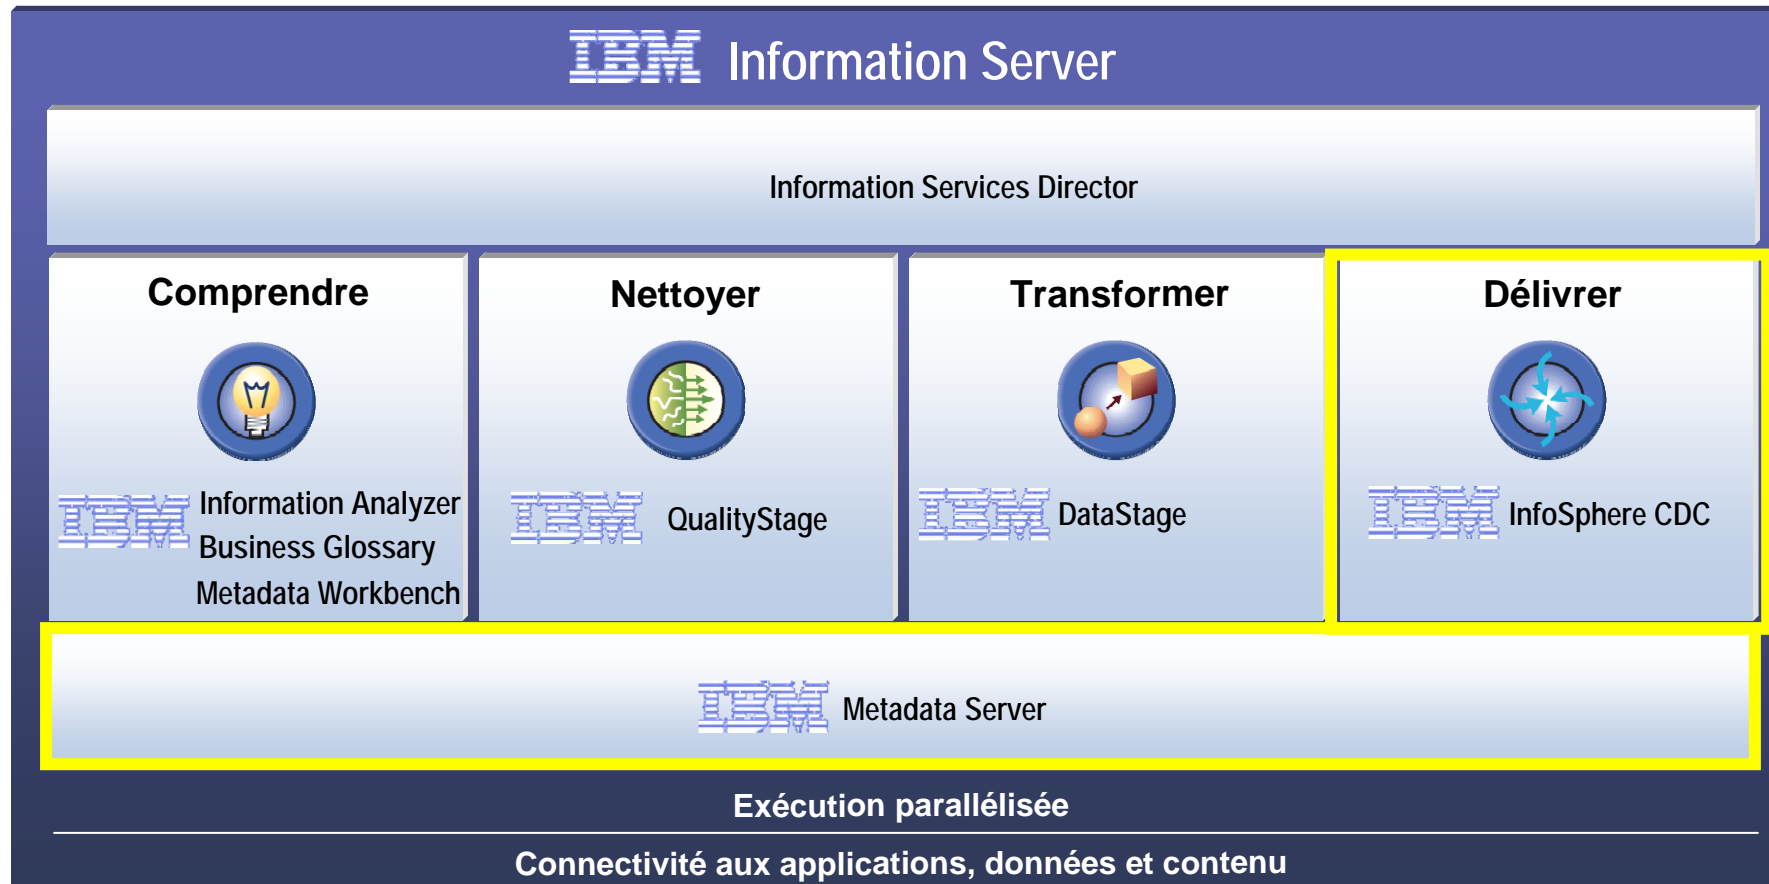 IBM Information Server
Information Services Director
Comprendre
IBM Information Analyzer
Business Glossary
Metadata Workbench
Nettoyer
IBM QualityStage
Transformer
IBM DataStage
Délivrer
IBM InfoSphere CDC
IBM Metadata Server
Exécution parallélisée
Connectivité aux applications, données et contenu